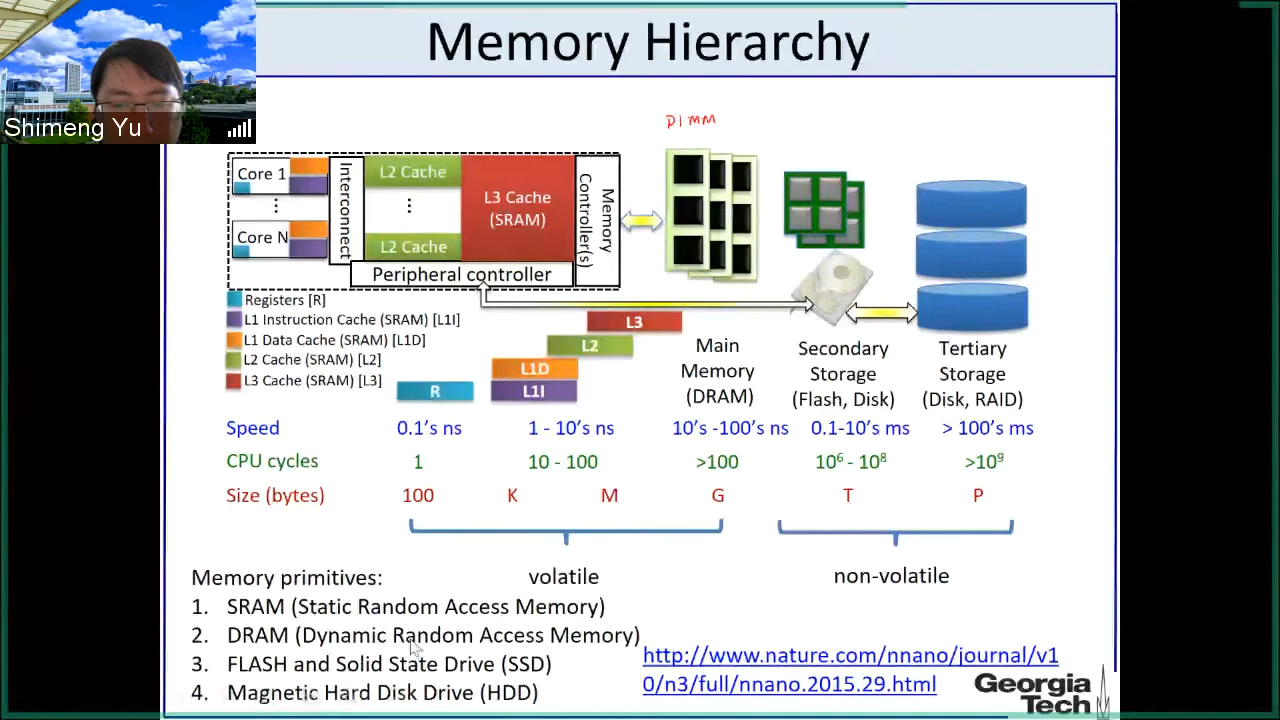 Memory Hierarchy
Shimeng Yu
DIMM
Core 1
Core N
Interconnect
L2 Cache
L2 Cache
L3 Cache
(SRAM)
Memory
Controller(s)
Peripheral controller
Registers [R]
L1 Instruction Cache (SRAM) [L1I]
L1 Data Cache (SRAM) [L1D]
L2 Cache (SRAM) [L2]
L3 Cache (SRAM) [L3]
R
L1D
L1I
L2
L3
Main
Memory
(DRAM)
Secondary
Storage
(Flash, Disk)
Tertiary
Storage
(Disk, RAID)
Speed 0.1's ns 1 - 10's ns 10's -100's ns 0.1-10's ms > 100's ms
CPU cycles 1 10 - 100 >100 10⁶ - 10⁸ >10⁹
Size (bytes) 100 K M G T P
volatile non-volatile
Memory primitives:
1. SRAM (Static Random Access Memory)
2. DRAM (Dynamic Random Access Memory)
3. FLASH and Solid State Drive (SSD)
4. Magnetic Hard Disk Drive (HDD)
http://www.nature.com/nnano/journal/v1
0/n3/full/nnano.2015.29.html
Georgia
Tech